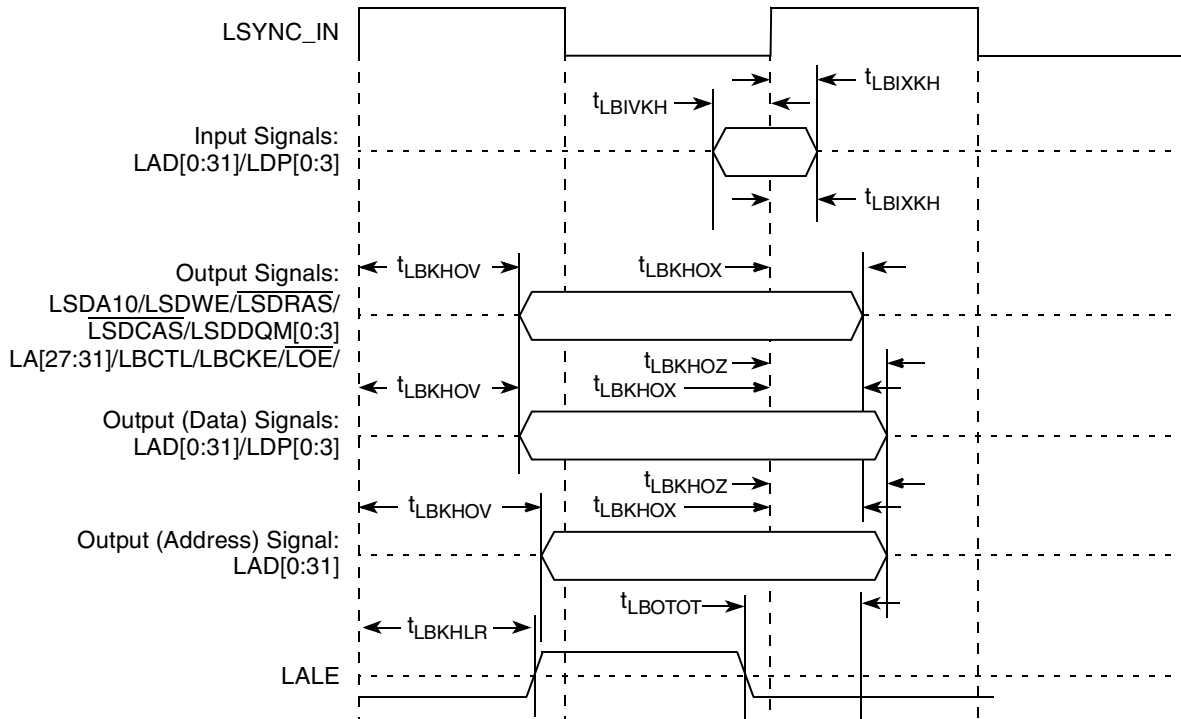 LSYNC_IN
tLBIXKH
tLBIVKH
Input Signals:
LAD[0:31]/LDP[0:3]
tLBIXKH
Output Signals:
tLBKHOV
tLBKHOX
LSDA10/LSDWE/LSDRAS/
LSDCAS/LSDDQM[0:3]
LA[27:31]/LBCTL/LBCKE/LOE/
tLBKHOZ
tLBKHOV
tLBKHOX
Output (Data) Signals:
LAD[0:31]/LDP[0:3]
tLBKHOZ
tLBKHOV
tLBKHOX
Output (Address) Signal:
LAD[0:31]
tLBOTOT
tLBKHLR
LALE